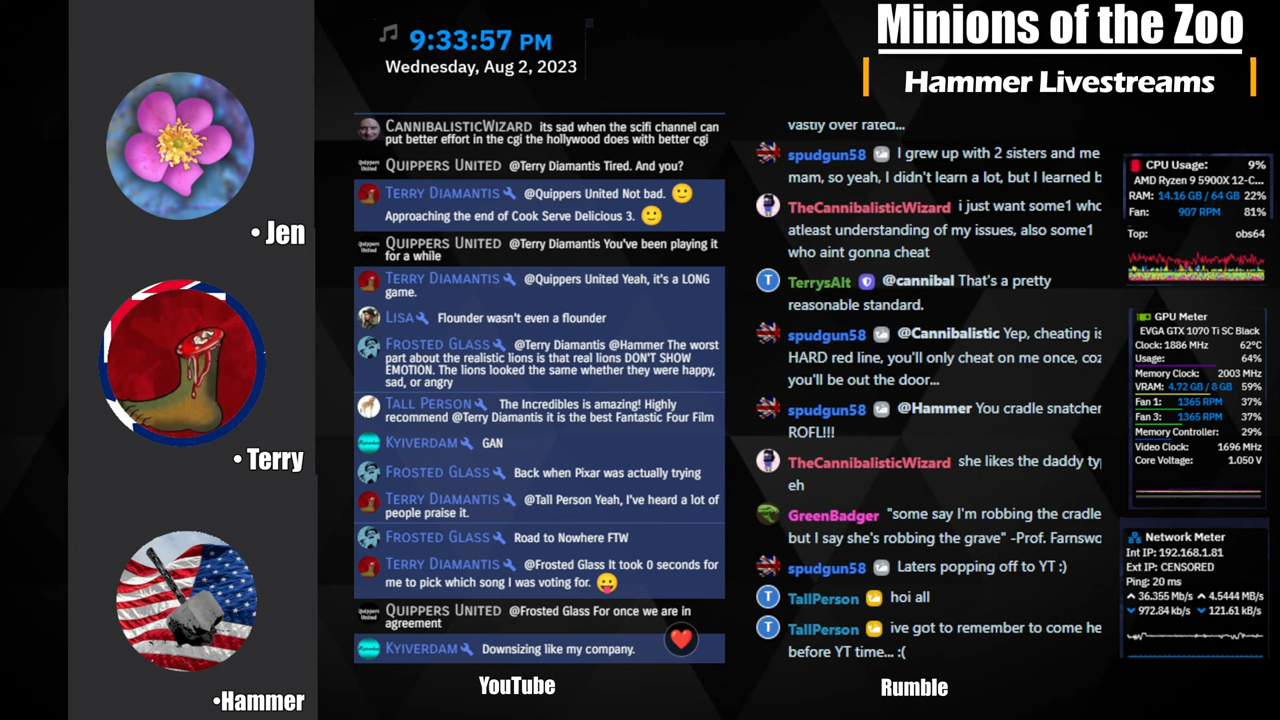 Minions of the Zoo
Hammer Livestreams
9:33:57 PM
Wednesday, Aug 2, 2023
• Jen
• Terry
•Hammer
CANNIBALISTICWIZARD its sad when the scifi channel can
put better effort in the cgi the hollywood does with better cgi
QUIPPERS UNITED @Terry Diamantis Tired. And you?
TERRY DIAMANTIS @Quippers United Not bad. 🙂
Approaching the end of Cook Serve Delicious 3. 🙂
QUIPPERS UNITED @Terry Diamantis You've been playing it
for a while
TERRY DIAMANTIS @Quippers United Yeah, it's a LONG
game.
LISA Flounder wasn't even a flounder
FROSTED GLASS @Terry Diamantis @Hammer The worst
part about the realistic lions is that real lions DON'T SHOW
EMOTION. The lions looked the same whether they were happy,
sad, or angry
TALL PERSON The Incredibles is amazing! Highly
recommend @Terry Diamantis it is the best Fantastic Four Film
KYIVERDAM GAN
FROSTED GLASS Back when Pixar was actually trying
TERRY DIAMANTIS @Tall Person Yeah, I've heard a lot of
people praise it.
FROSTED GLASS Road to Nowhere FTW
TERRY DIAMANTIS @Frosted Glass It took 0 seconds for
me to pick which song I was voting for. 😛
QUIPPERS UNITED @Frosted Glass For once we are in
agreement
KYIVERDAM Downsizing like my company.
YouTube
vastly over rated...
spudgun58 I grew up with 2 sisters and me
mam, so yeah, I didn't learn a lot, but I learned b
TheCannibalisticWizard i just want some1 who
atleast understanding of my issues, also some1
who aint gonna cheat
TerrysAlt @cannibal That's a pretty
reasonable standard.
spudgun58 @Cannibalistic Yep, cheating is
HARD red line, you'll only cheat on me once, coz
you'll be out the door...
spudgun58 @Hammer You cradle snatcher
ROFL!!!
TheCannibalisticWizard she likes the daddy typ
eh
GreenBadger "some say I'm robbing the cradle
but I say she's robbing the grave" -Prof. Farnswo
spudgun58 Laters popping off to YT :)
TallPerson hoi all
TallPerson ive got to remember to come he
before YT time... :(
Rumble
CPU Usage: 9%
AMD Ryzen 9 5900X 12-C...
RAM: 14.16 GB / 64 GB 22%
Fan: 907 RPM 81%
Top: obs64
GPU Meter
EVGA GTX 1070 Ti SC Black
Clock: 1886 MHz 62°C
Usage: 64%
Memory Clock: 2003 MHz
VRAM: 4.72 GB / 8 GB 59%
Fan 1: 1365 RPM 37%
Fan 3: 1365 RPM 37%
Memory Controller: 29%
Video Clock: 1696 MHz
Core Voltage: 1.050 V
Network Meter
Int IP: 192.168.1.81
Ext IP: CENSORED
Ping: 20 ms
36.355 Mb/s 4.5444 MB/s
972.84 kb/s 121.61 kB/s